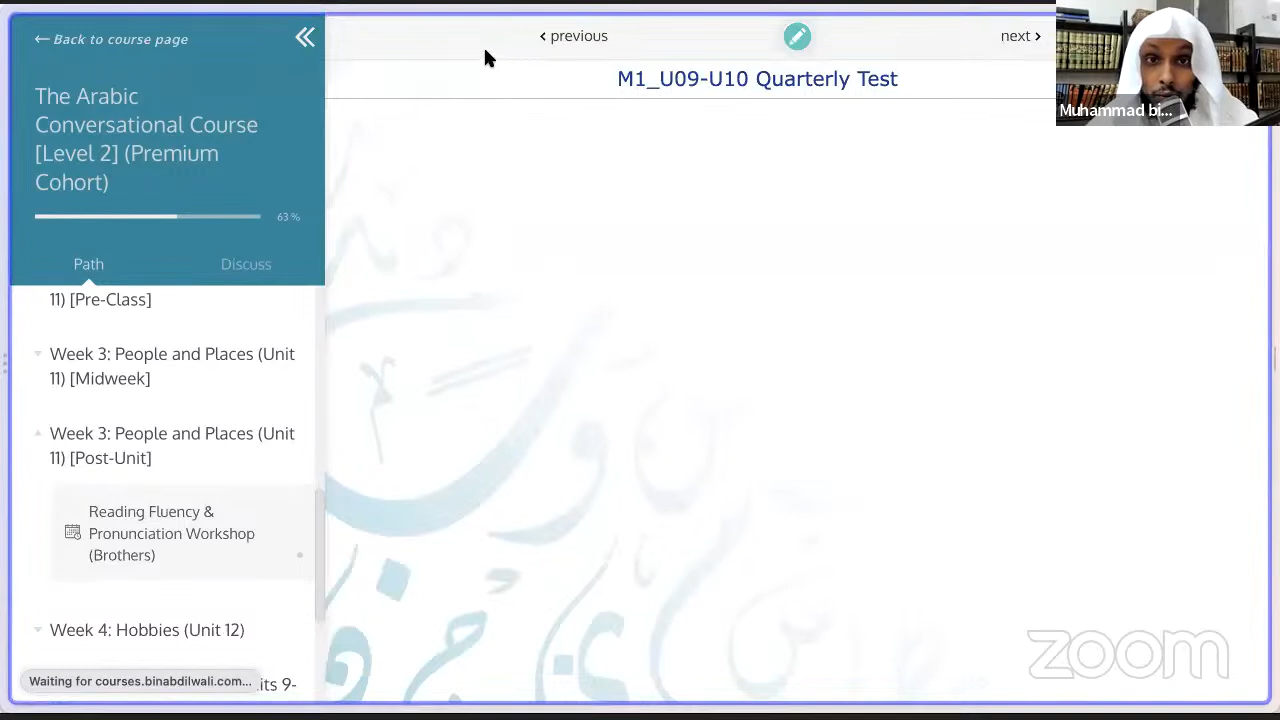 Back to course page
The Arabic
Conversational Course
[Level 2] (Premium
Cohort)
63 %
Path
Discuss
11) [Pre-Class]
Week 3: People and Places (Unit
11) [Midweek]
Week 3: People and Places (Unit
11) [Post-Unit]
Reading Fluency &
Pronunciation Workshop
(Brothers)
Week 4: Hobbies (Unit 12)
its 9-
Waiting for courses.binabdilwali.com...
previous
next
M1_U09-U10 Quarterly Test
Muhammad bi...
zoom